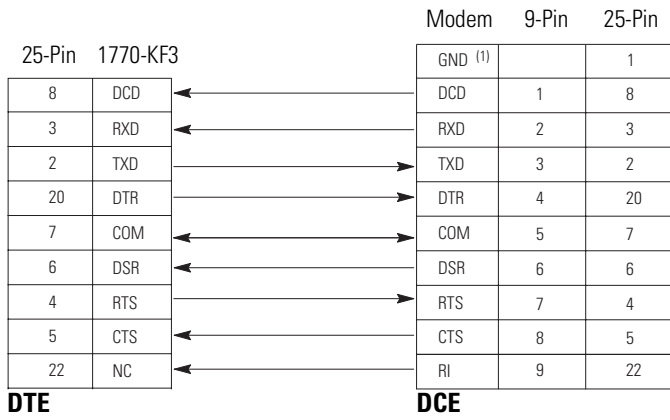 Modem 9-Pin 25-Pin
25-Pin 1770-KF3
GND (1) 1
8 DCD DCD 1 8
3 RXD RXD 2 3
2 TXD TXD 3 2
20 DTR DTR 4 20
7 COM COM 5 7
6 DSR DSR 6 6
4 RTS RTS 7 4
5 CTS CTS 8 5
22 NC RI 9 22
DTE DCE